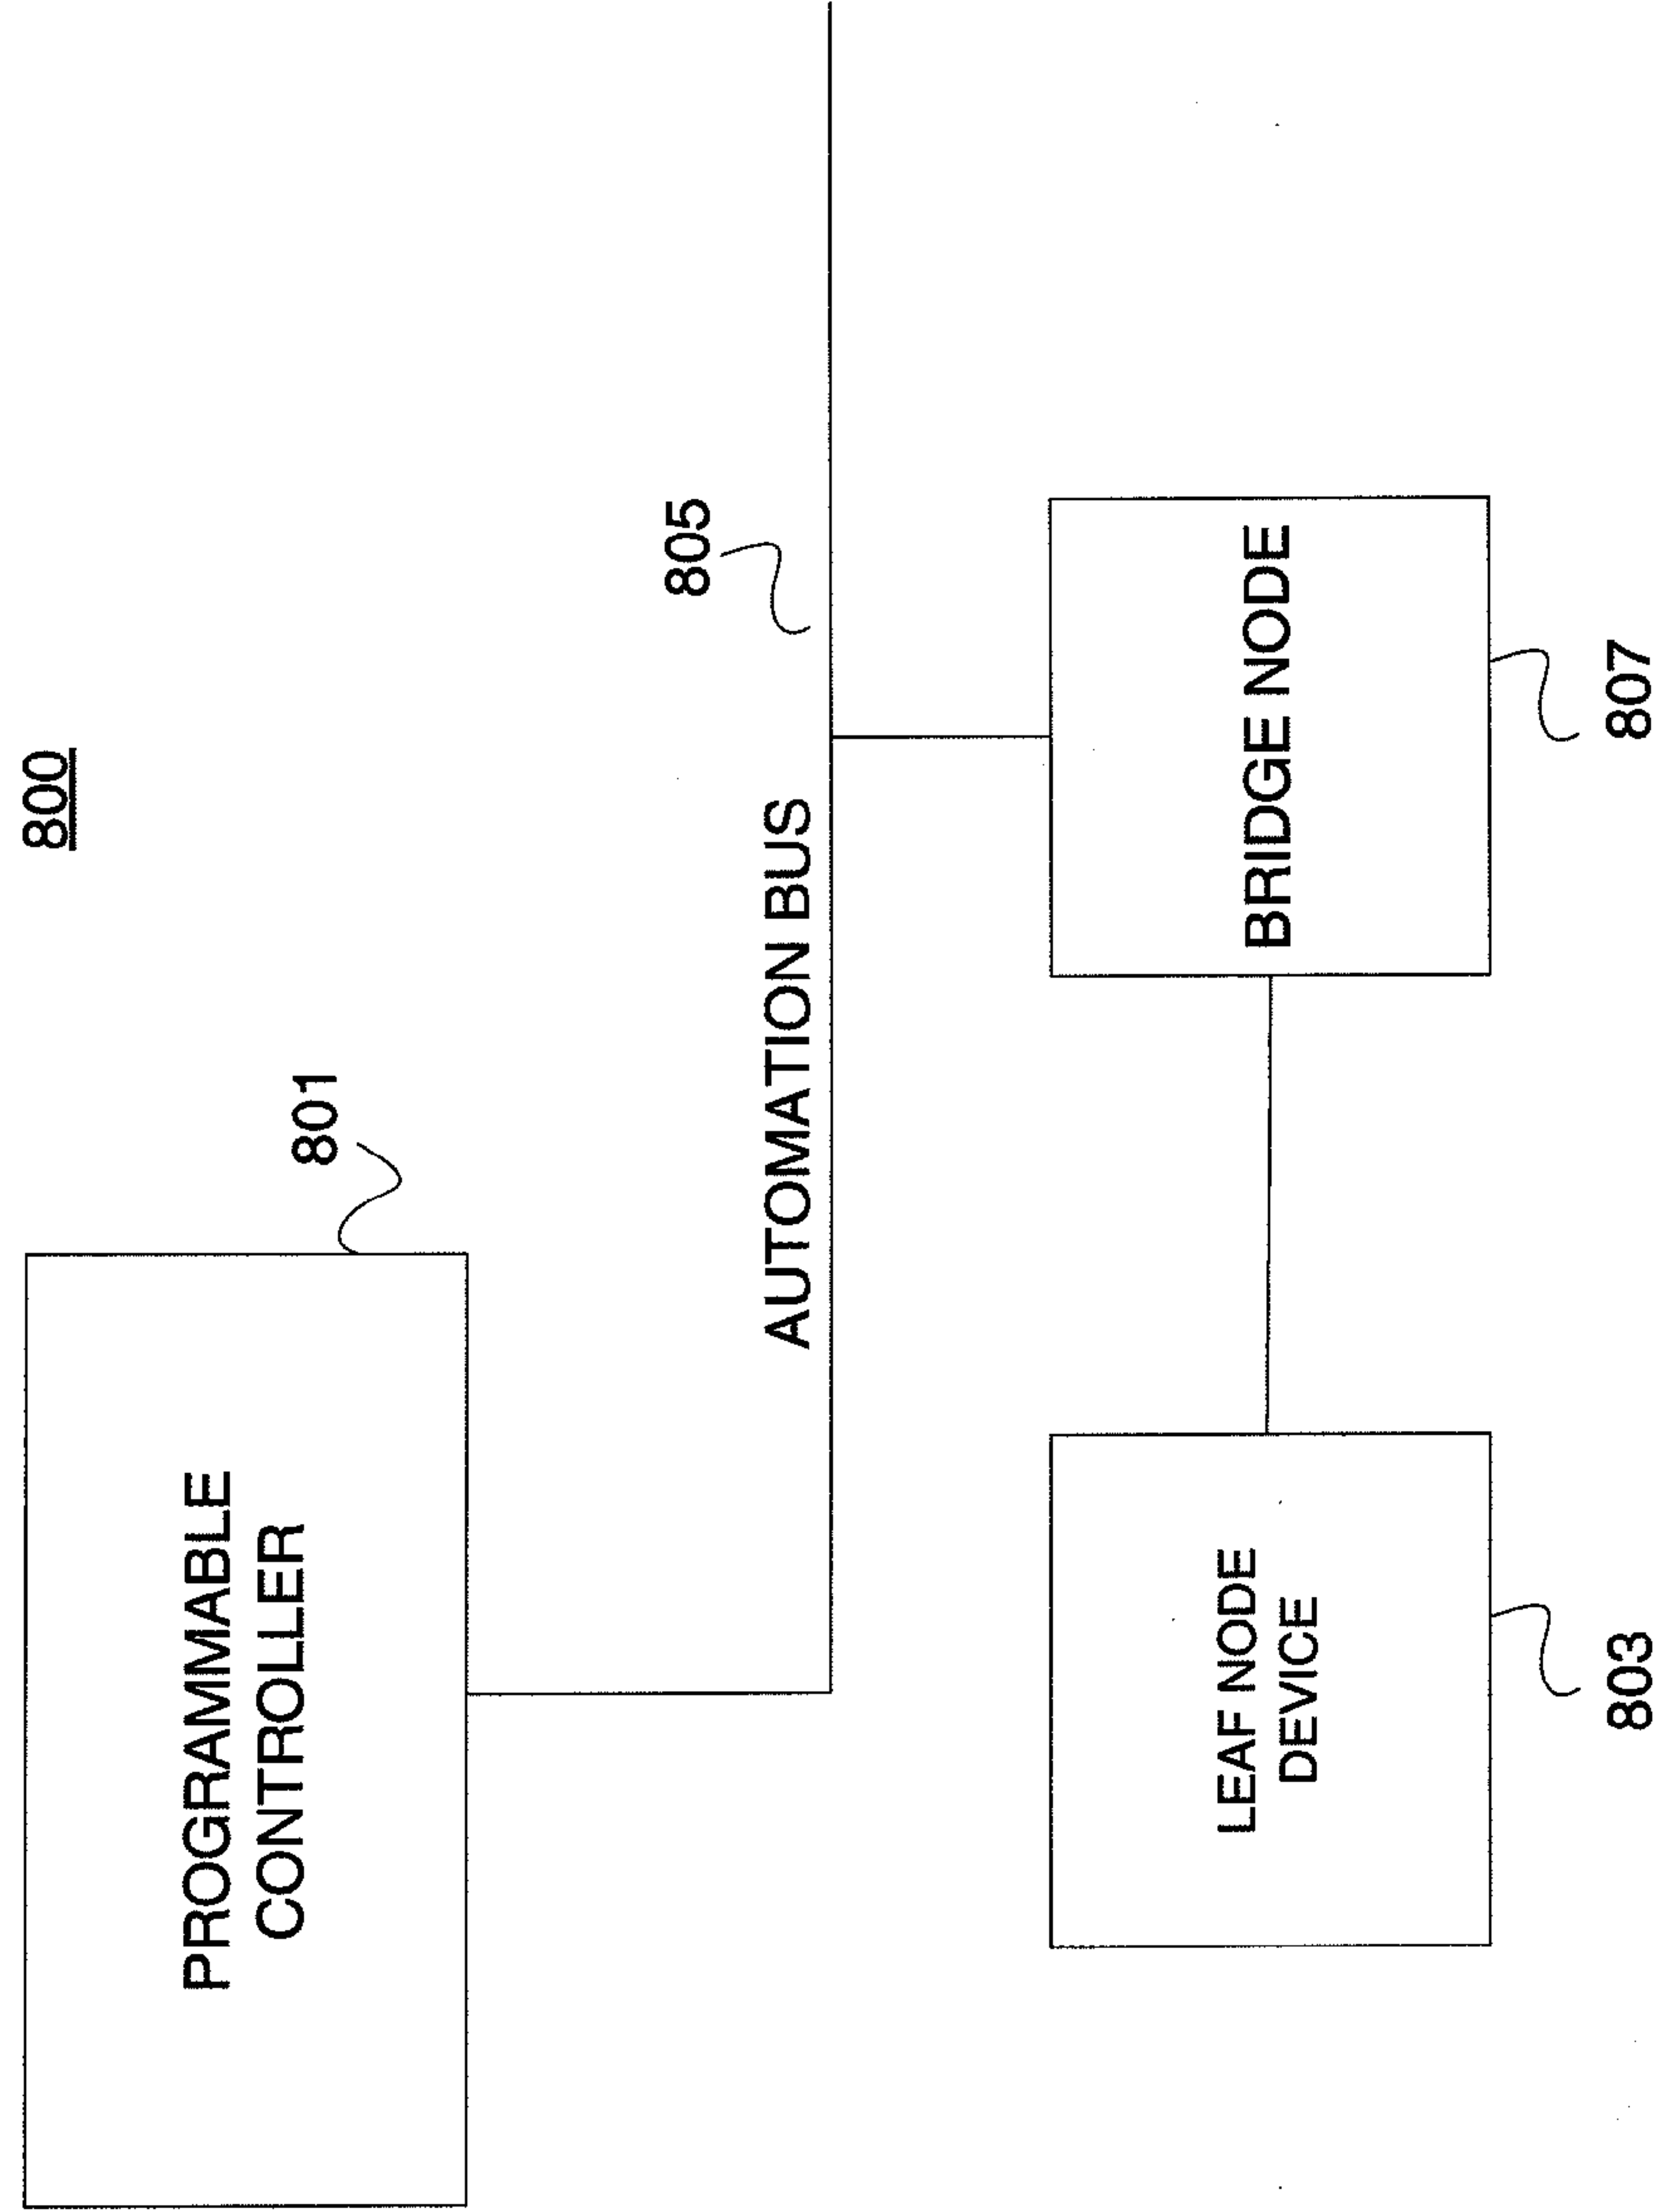 800
PROGRAMMABLE
CONTROLLER
801
AUTOMATION BUS
805
LEAF NODE
DEVICE
803
BRIDGE NODE
807